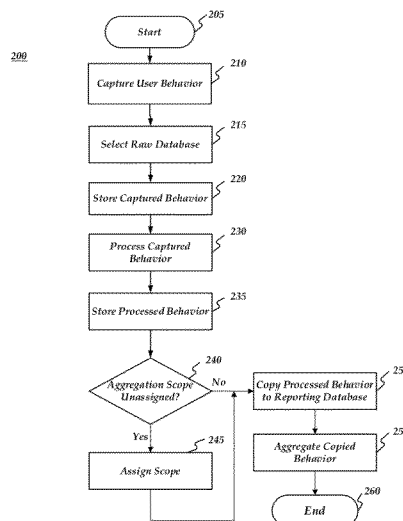 200
205
Start
210
Capture User Behavior
215
Select Raw Database
220
Store Captured Behavior
230
Process Captured
Behavior
235
Store Processed Behavior
240
Aggregation Scope
Unassigned?
No
Yes
245
Assign Scope
25
Copy Processed Behavior
to Reporting Database
25
Aggregate Copied
Behavior
260
End